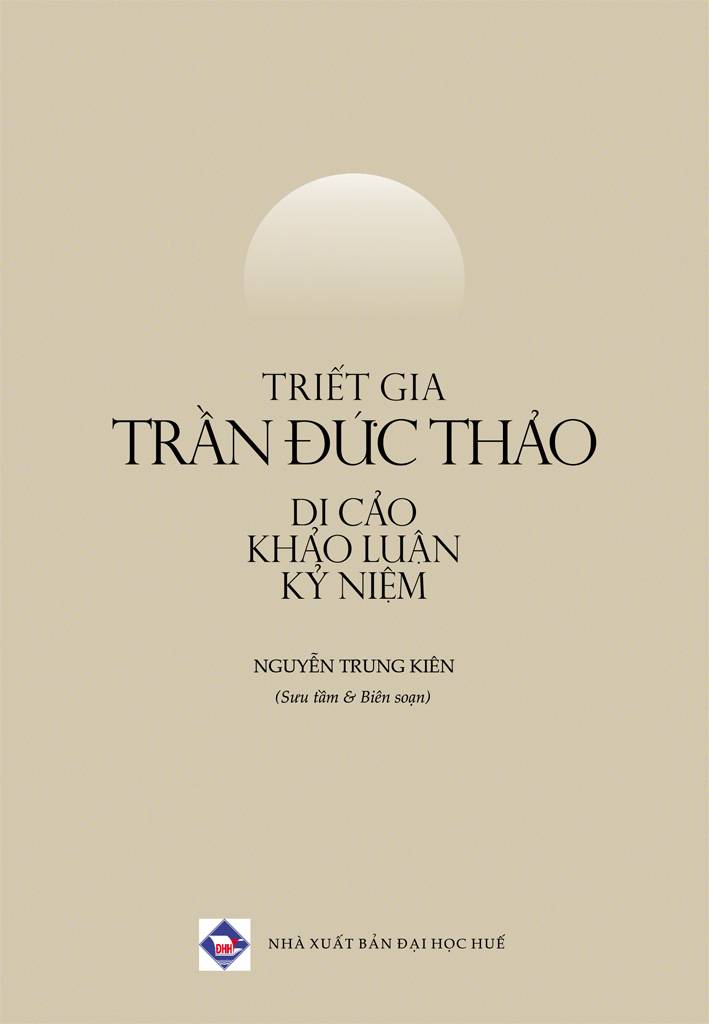 TRIẾT GIA
TRẦN ĐỨC THẢO
DI CẢO
KHẢO LUẬN
KỶ NIỆM
NGUYỄN TRUNG KIÊN
(Sưu tầm & Biên soạn)
ĐHH
NHÀ XUẤT BẢN ĐẠI HỌC HUẾ